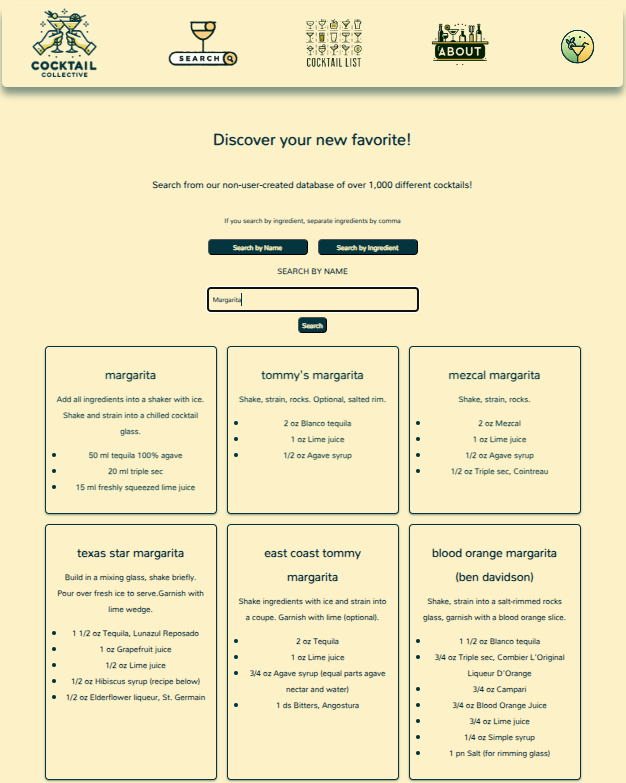 COCKTAIL
COLLECTIVE
SEARCH
COCKTAIL LIST
ABOUT
Discover your new favorite!
Search from our non-user-created database of over 1,000 different cocktails!
If you search by ingredient, separate ingredients by comma
Search by Name
Search by Ingredient
SEARCH BY NAME
Margarita
Search
margarita
Add all ingredients into a shaker with ice.
Shake and strain into a chilled cocktail
glass.
50 ml tequila 100% agave
20 ml triple sec
15 ml freshly squeezed lime juice
tommy's margarita
Shake, strain, rocks. Optional, salted rim.
2 oz Blanco tequila
1 oz Lime juice
1/2 oz Agave syrup
mezcal margarita
Shake, strain, rocks.
2 oz Mezcal
1 oz Lime juice
1/2 oz Agave syrup
1/2 oz Triple sec, Cointreau
texas star margarita
Build in a mixing glass, shake briefly.
Pour over fresh ice to serve.Garnish with
lime wedge.
1 1/2 oz Tequila, Lunazul Reposado
1 oz Grapefruit juice
1/2 oz Lime juice
1/2 oz Hibiscus syrup (recipe below)
1/2 oz Elderflower liqueur, St. Germain
east coast tommy
margarita
Shake ingredients with ice and strain into
a coupe. Garnish with lime (optional).
2 oz Tequila
1 oz Lime juice
3/4 oz Agave syrup (equal parts agave
nectar and water)
1 ds Bitters, Angostura
blood orange margarita
(ben davidson)
Shake, strain into a salt-rimmed rocks
glass, garnish with a blood orange slice.
1 1/2 oz Blanco tequila
3/4 oz Triple sec, Combier L'Original
Liqueur D'Orange
3/4 oz Campari
3/4 oz Blood Orange Juice
3/4 oz Lime juice
1/4 oz Simple syrup
1 pn Salt (for rimming glass)